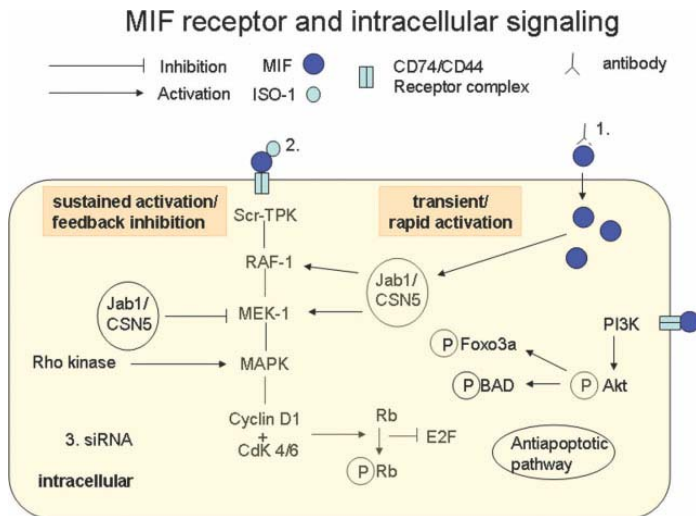 MIF receptor and intracellular signaling
Inhibition
MIF
CD74/CD44
Receptor complex
antibody
Activation
ISO-1
1.
2.
sustained activation/
feedback inhibition
transient/
rapid activation
Scr-TPK
RAF-1
Jab1/
CSN5
Jab1/
CSN5
MEK-1
PI3K
P Foxo3a
Rho kinase
MAPK
P BAD
P Akt
Cyclin D1
+
CdK 4/6
Rb
E2F
P Rb
3. siRNA
Antiapoptotic
pathway
intracellular